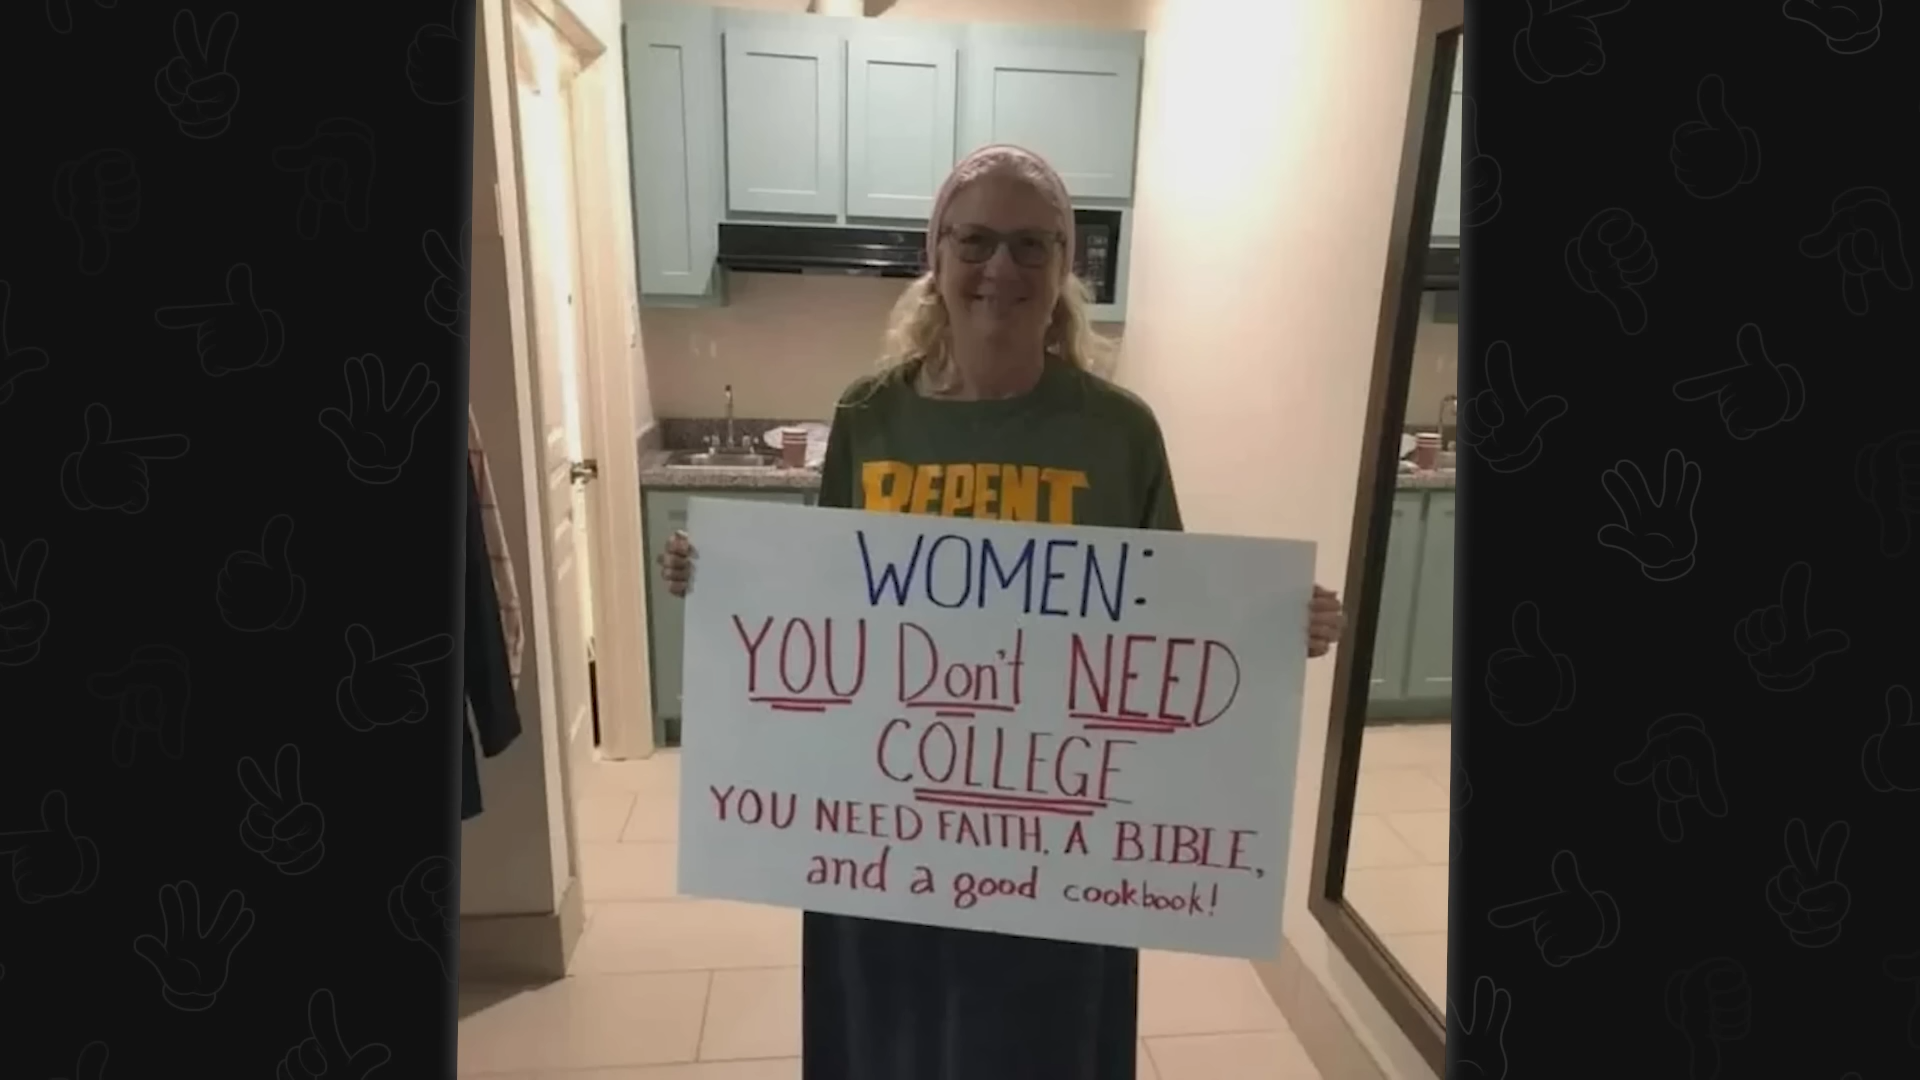 REPENT
WOMEN:
YOU Don't NEED
COLLEGE
YOU NEED FAITH. A BIBLE,
and a good cookbook!